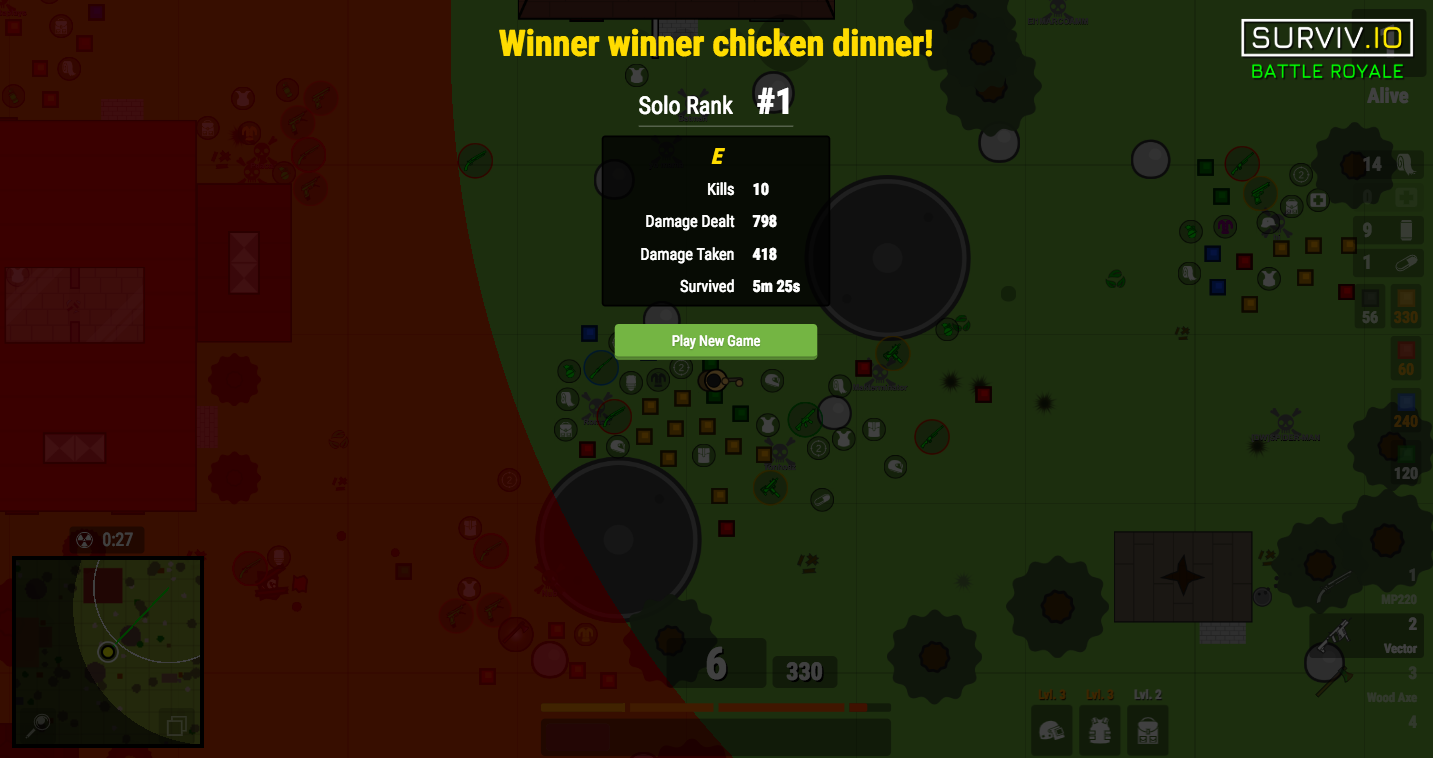 Winner winner chicken dinner!
SURVIV.IO
BATTLE ROYALE
Solo Rank #1
Alive
E
Kills 10
Damage Dealt 798
Damage Taken 418
Survived 5m 25s
Play New Game
14
0
9
1
56 330
60
240
120
0:27
1
MP220
2
Vector
3
Wood Axe
4
6 330
Lvl. 3 Lvl. 3 Lvl. 2